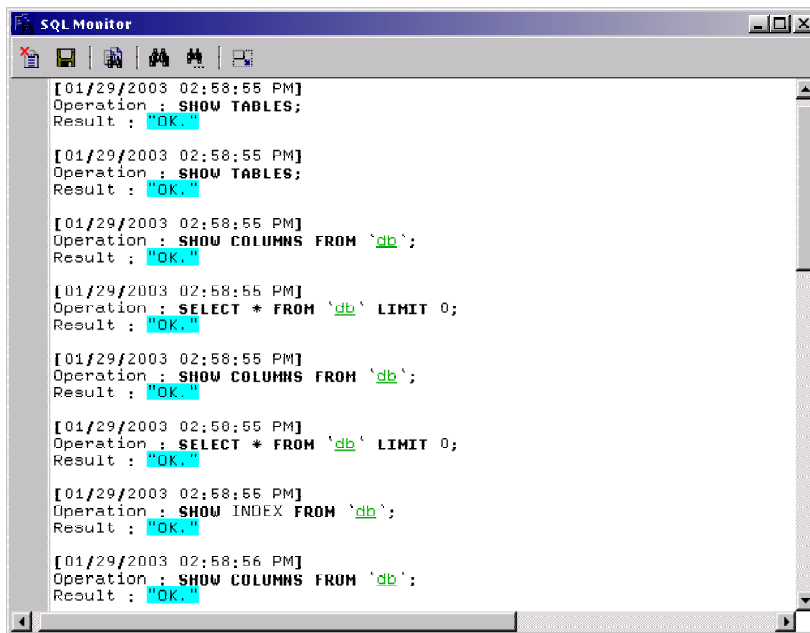 SQL Monitor
[01/29/2003 02:58:55 PM]
Operation : SHOW TABLES;
Result : "OK."
[01/29/2003 02:58:55 PM]
Operation : SHOW TABLES;
Result : "OK."
[01/29/2003 02:58:55 PM]
Operation : SHOW COLUMNS FROM `db`;
Result : "OK."
[01/29/2003 02:58:55 PM]
Operation : SELECT * FROM `db` LIMIT 0;
Result : "OK."
[01/29/2003 02:58:55 PM]
Operation : SHOW COLUMNS FROM `db`;
Result : "OK."
[01/29/2003 02:58:55 PM]
Operation : SELECT * FROM `db` LIMIT 0;
Result : "OK."
[01/29/2003 02:58:55 PM]
Operation : SHOW INDEX FROM `db`;
Result : "OK."
[01/29/2003 02:58:56 PM]
Operation : SHOW COLUMNS FROM `db`;
Result : "OK."